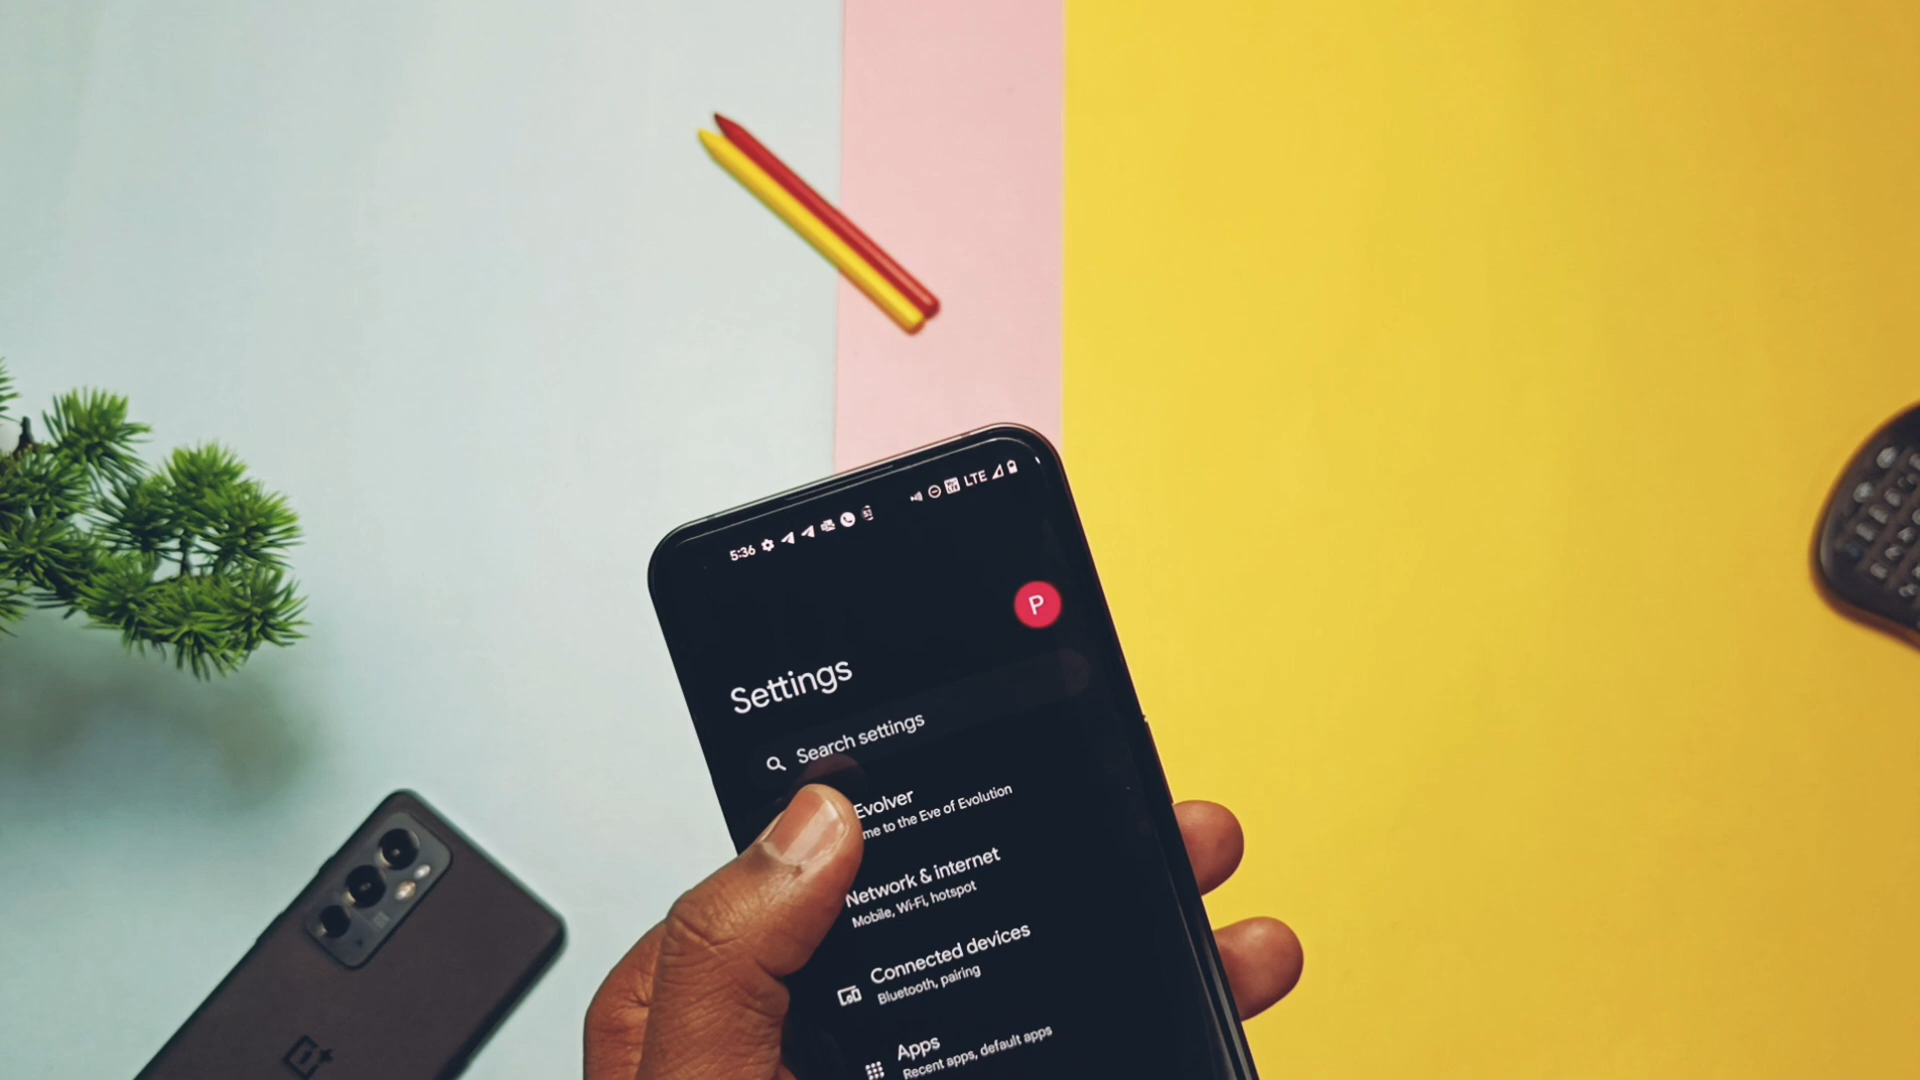 5:36
LTE
P
Settings
Search settings
Evolver
me to the Eve of Evolution
Network & internet
Mobile, Wi-Fi, hotspot
Connected devices
Bluetooth, pairing
Apps
Recent apps, default apps